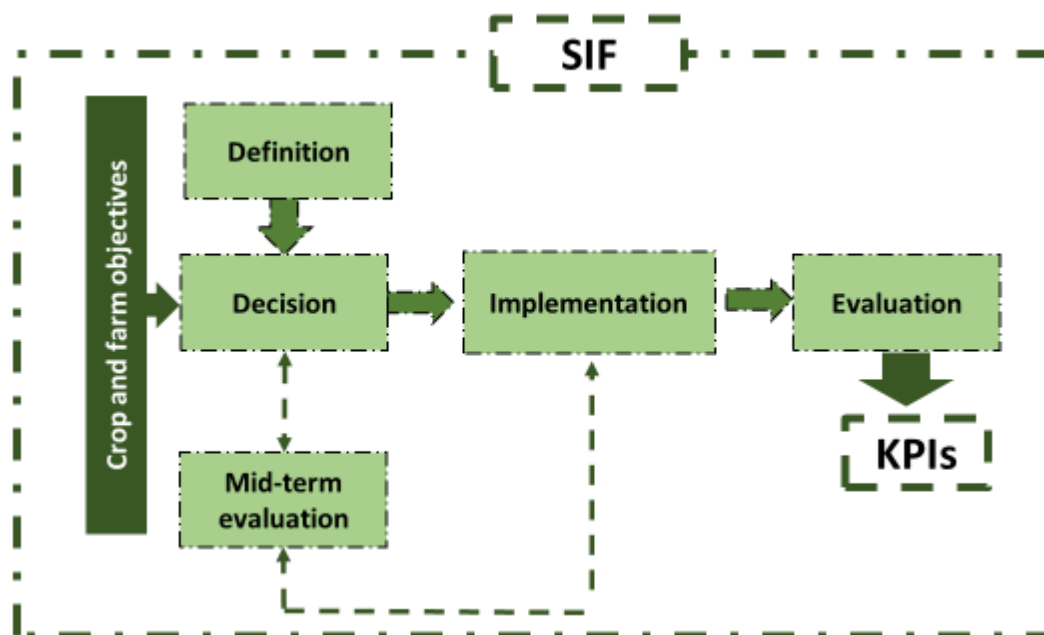 SIF
Crop and farm objectives
Definition
Decision
Implementation
Evaluation
Mid-term
evaluation
KPIs